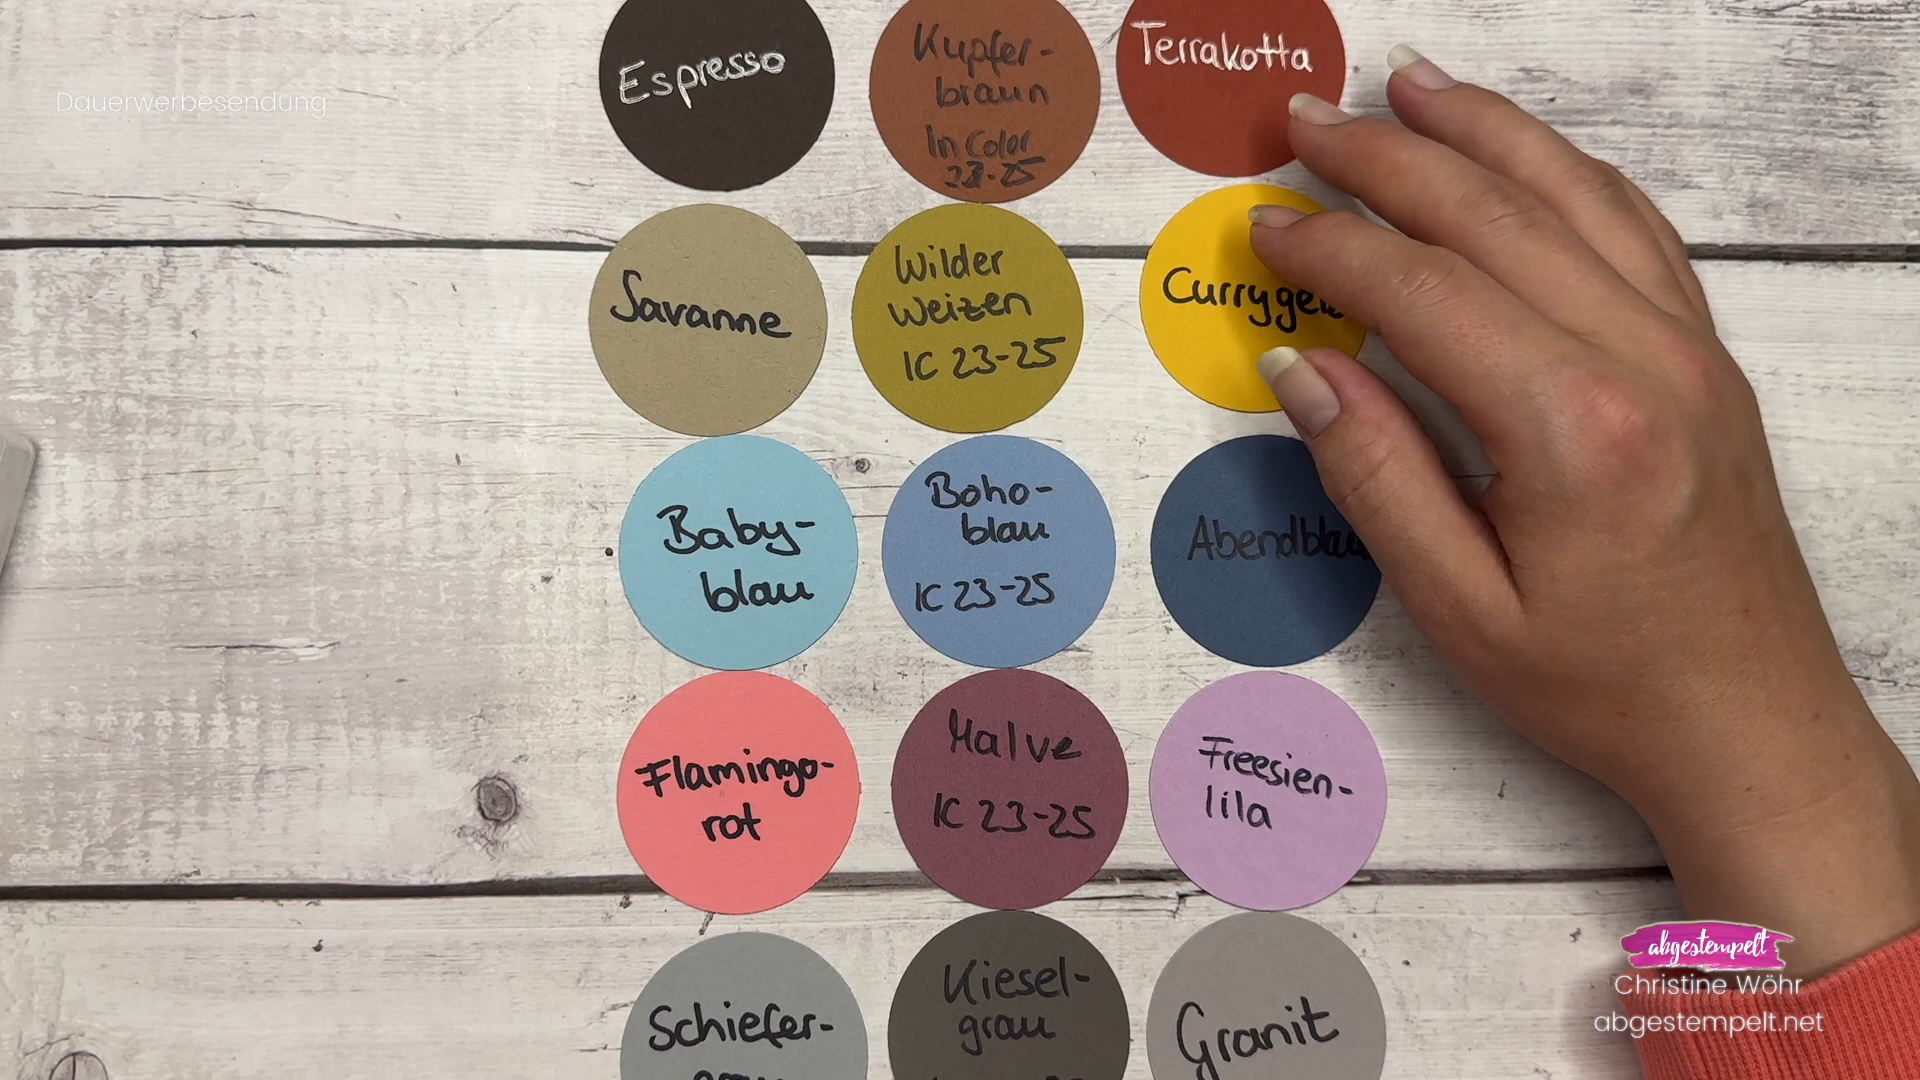 Dauerwerbesendung
Espresso
Kupfer-
braun
In Color
23-25
Terrakotta
Savanne
Wilder
Weizen
IC 23-25
Currygelb
Baby-
blau
Boho-
blau
IC 23-25
Abendblau
Flamingo-
rot
Malve
IC 23-25
Freesien-
lila
Schiefer-
Kiesel-
grau
Granit
abgestempelt
Christine Wöhr
abgestempelt.net